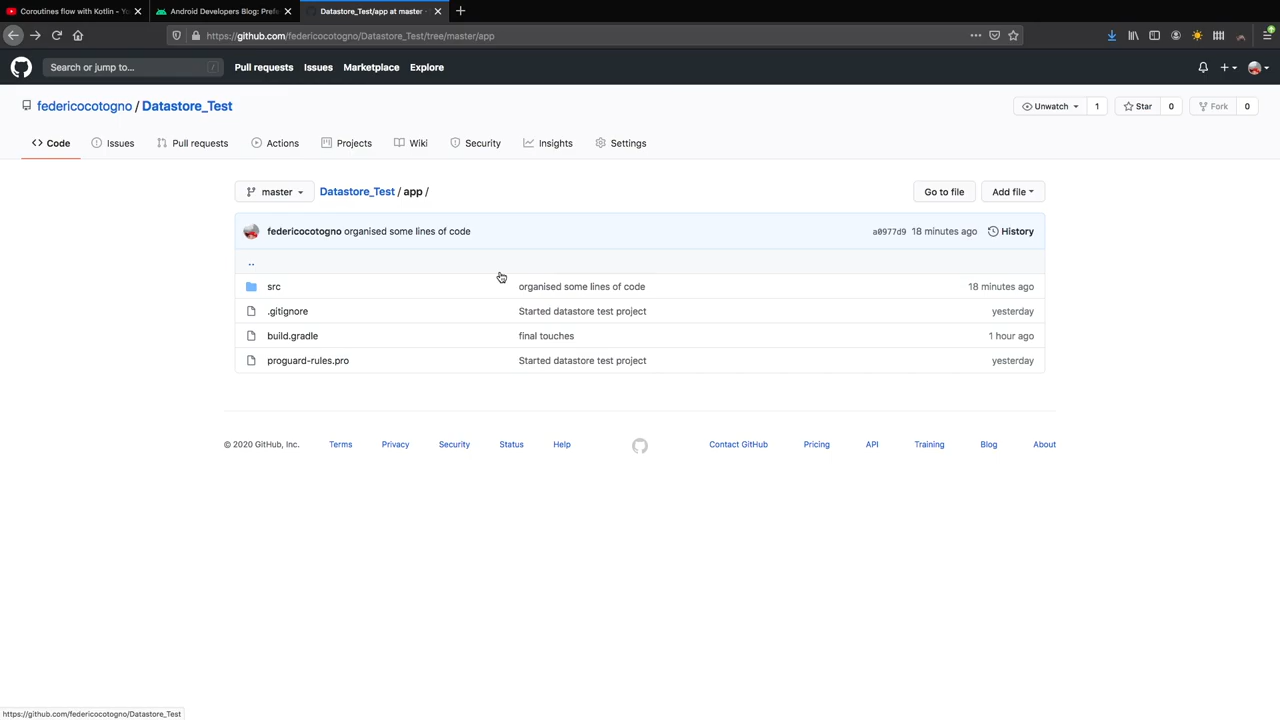 Coroutines flow with Kotlin - Yo
Android Developers Blog: Prefe
Datastore_Test/app at master ·
https://github.com/federicocotogno/Datastore_Test/tree/master/app
Search or jump to... /
Pull requests Issues Marketplace Explore
federicocotogno / Datastore_Test
Unwatch 1 Star 0 Fork 0
Code Issues Pull requests Actions Projects Wiki Security Insights Settings
master Datastore_Test / app / Go to file Add file
federicocotogno organised some lines of code a0977d9 18 minutes ago History
..
src organised some lines of code 18 minutes ago
.gitignore Started datastore test project yesterday
build.gradle final touches 1 hour ago
proguard-rules.pro Started datastore test project yesterday
© 2020 GitHub, Inc. Terms Privacy Security Status Help Contact GitHub Pricing API Training Blog About
https://github.com/federicocotogno/Datastore_Test